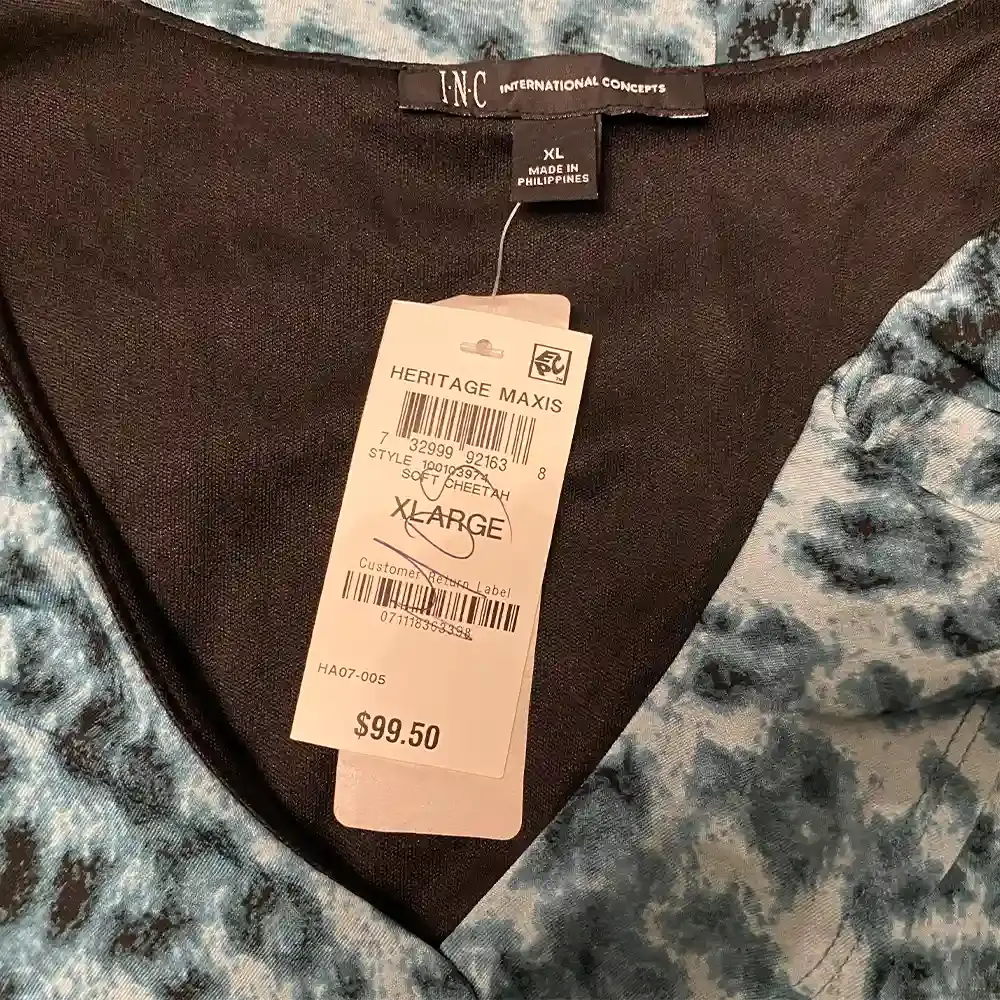 I·N·C INTERNATIONAL CONCEPTS
XL
MADE IN
PHILIPPINES
HERITAGE MAXIS
7 32999 92163 8
STYLE 100103974
SOFT CHEETAH
XLARGE
Customer Return Label
071118363398
HA07-005
$99.50